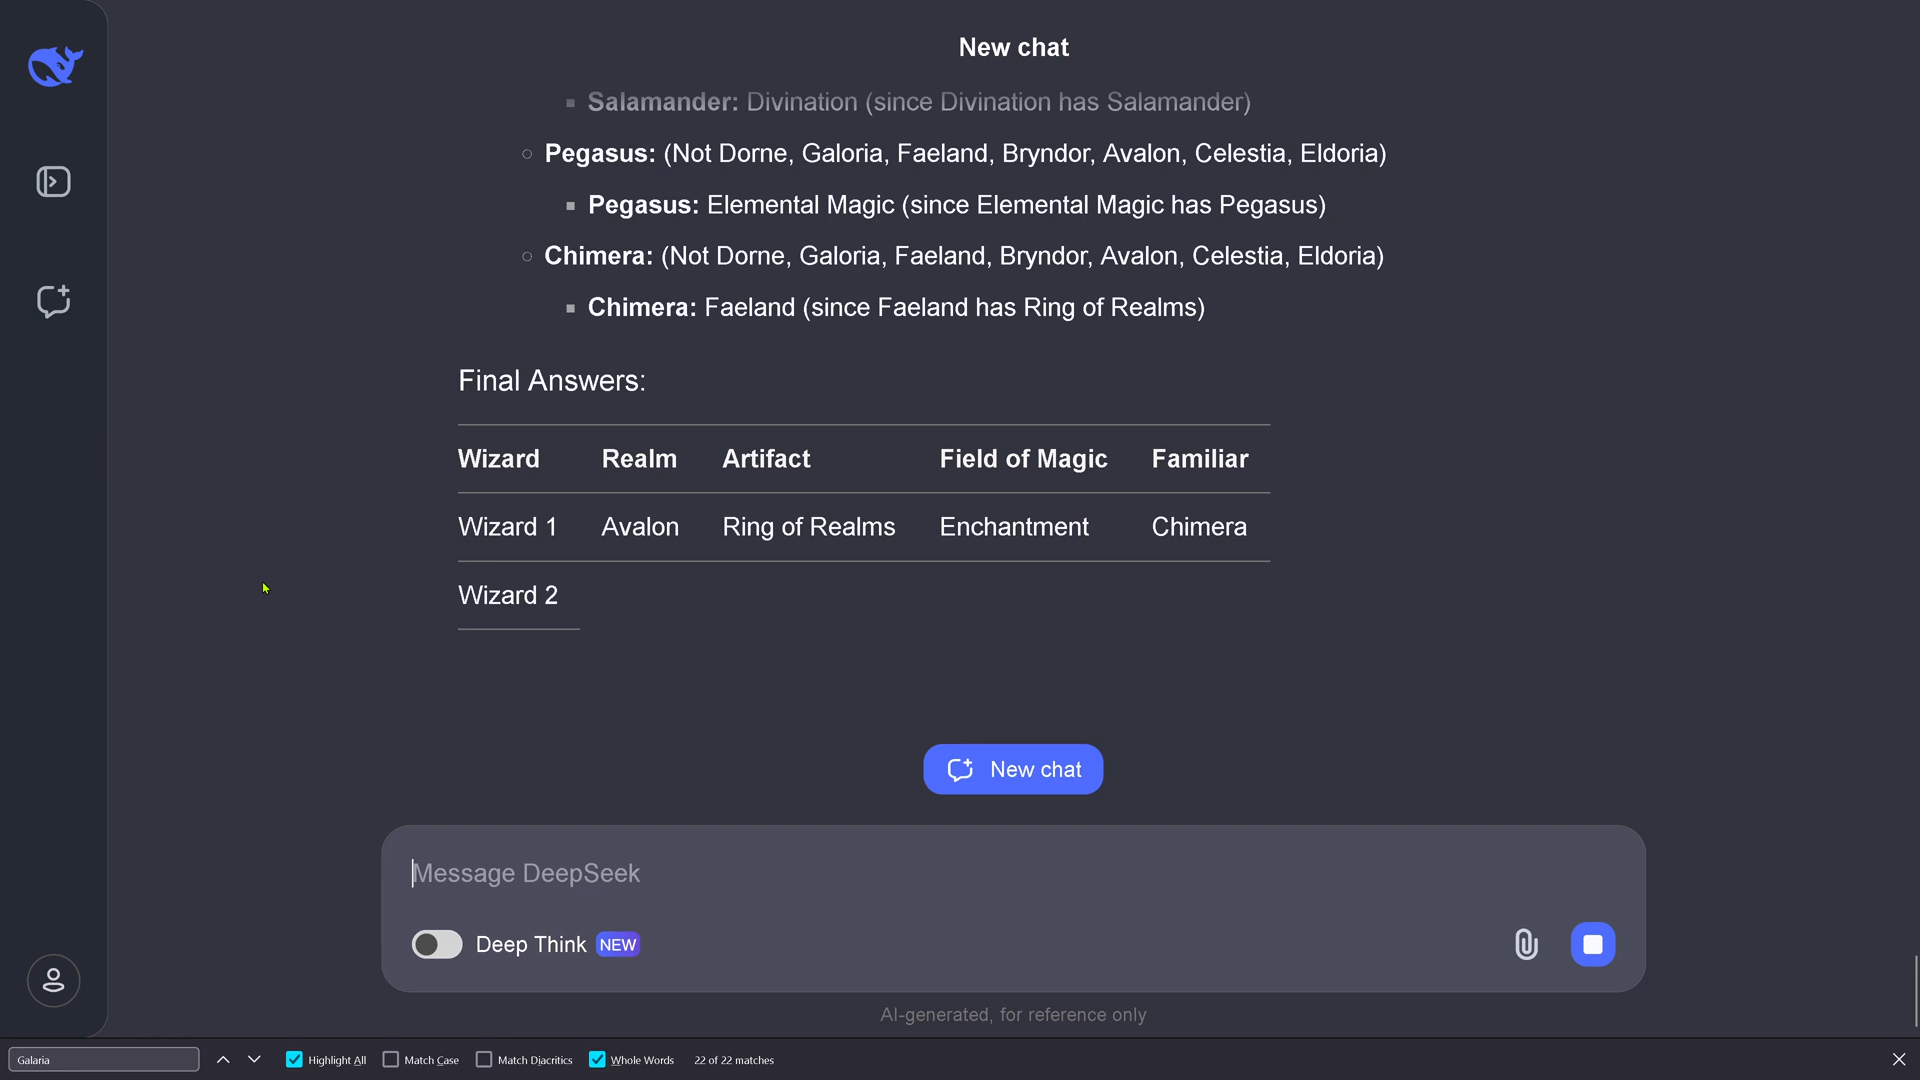 New chat
Salamander: Divination (since Divination has Salamander)
Pegasus: (Not Dorne, Galoria, Faeland, Bryndor, Avalon, Celestia, Eldoria)
Pegasus: Elemental Magic (since Elemental Magic has Pegasus)
Chimera: (Not Dorne, Galoria, Faeland, Bryndor, Avalon, Celestia, Eldoria)
Chimera: Faeland (since Faeland has Ring of Realms)
Final Answers:
Wizard Realm Artifact Field of Magic Familiar
Wizard 1 Avalon Ring of Realms Enchantment Chimera
Wizard 2
New chat
Message DeepSeek
Deep Think NEW
AI-generated, for reference only
Galaria Highlight All Match Case Match Diacritics Whole Words 22 of 22 matches